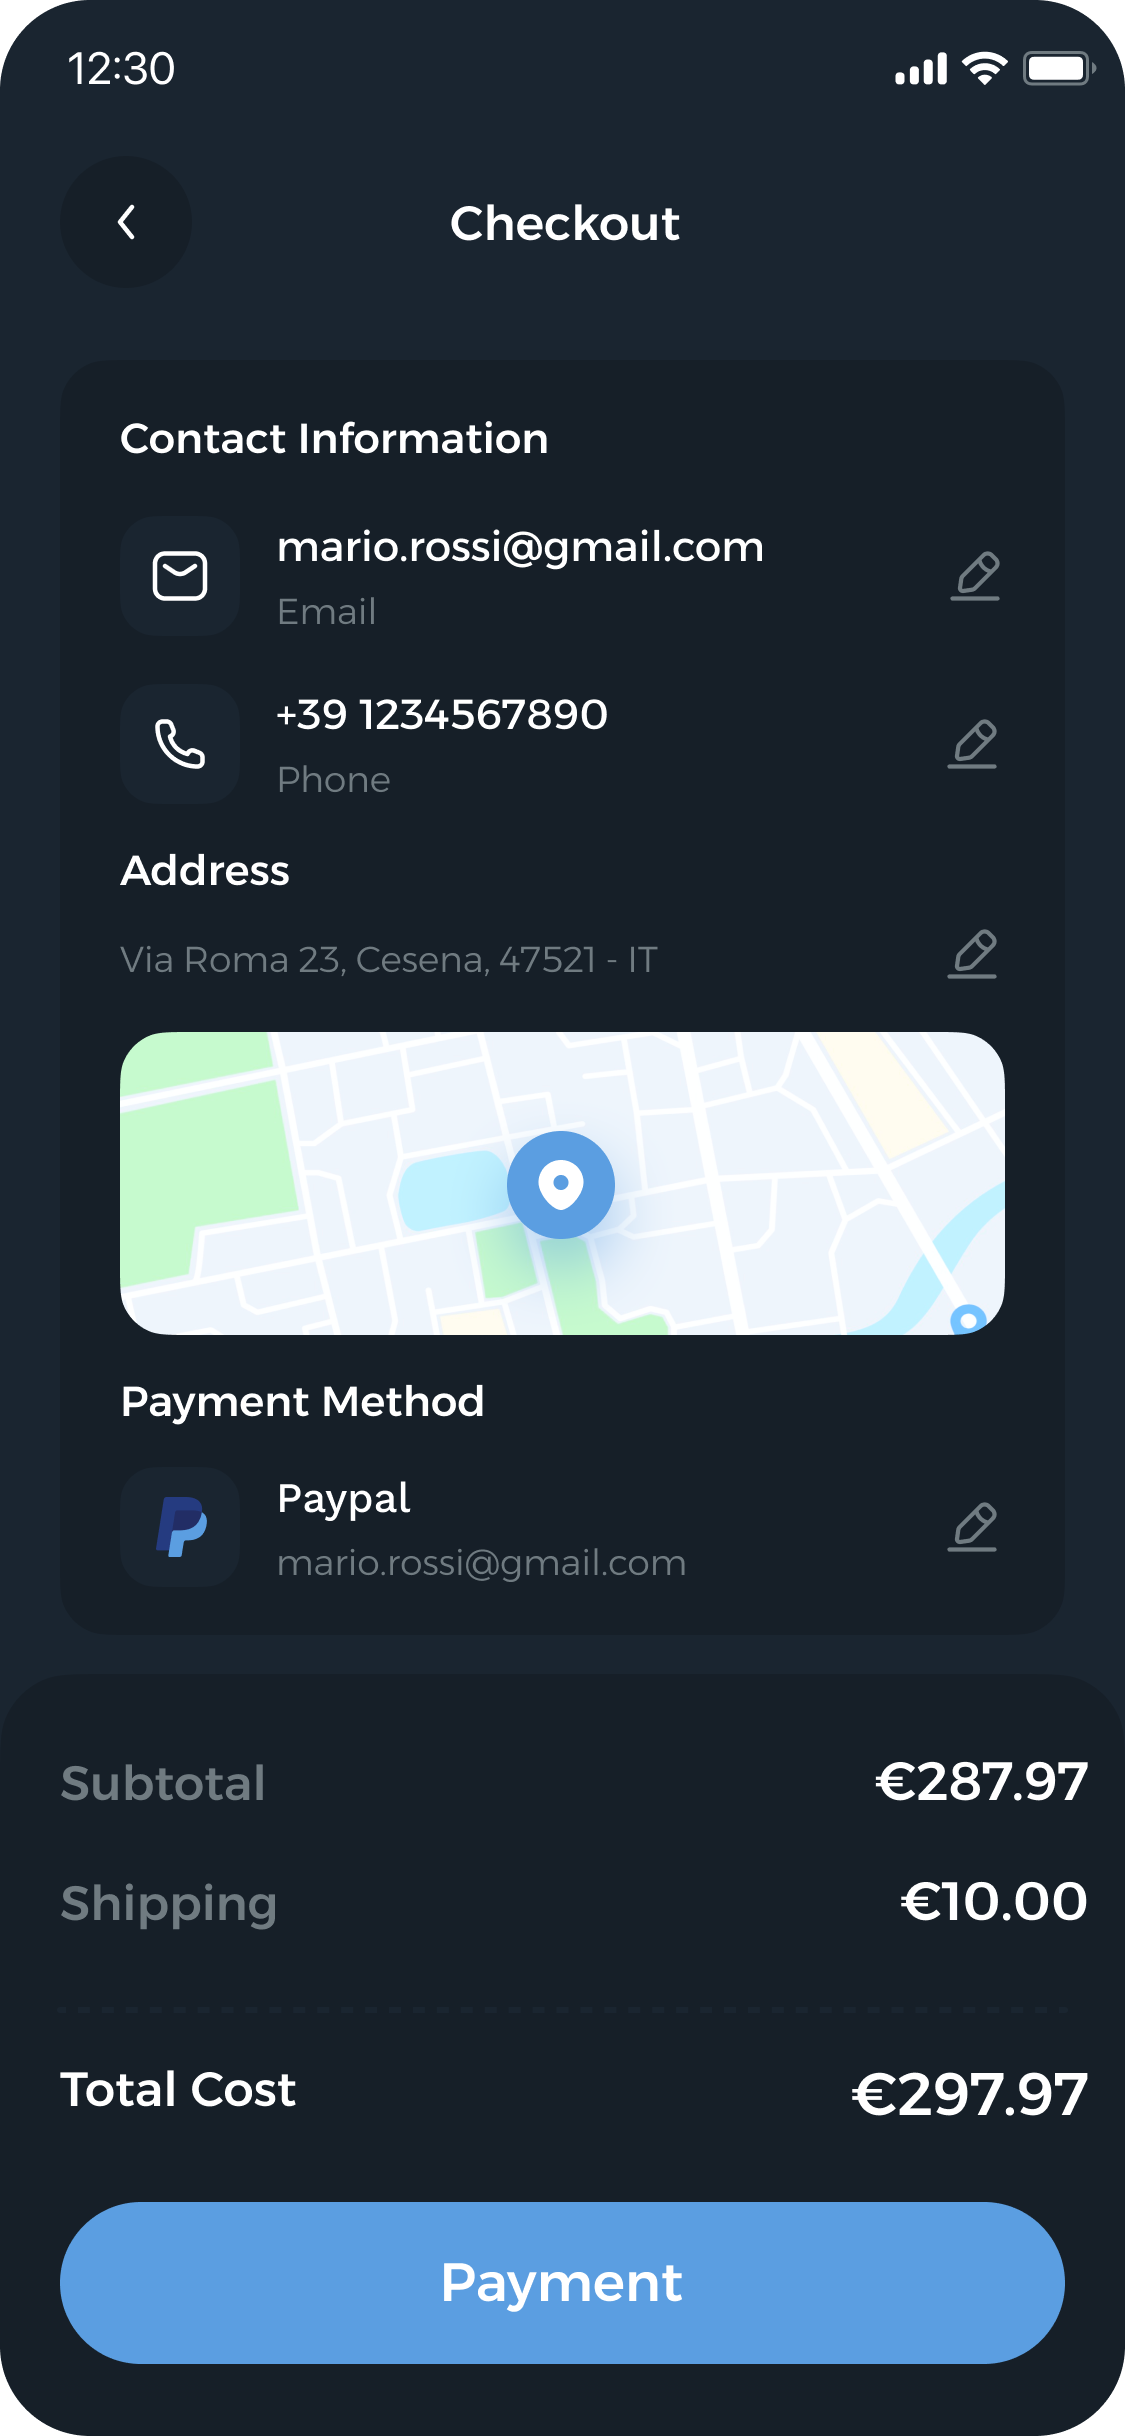 12:30
Checkout
Contact Information
mario.rossi@gmail.com
Email
+39 1234567890
Phone
Address
Via Roma 23, Cesena, 47521 - IT
Payment Method
Paypal
mario.rossi@gmail.com
Subtotal €287.97
Shipping €10.00
Total Cost €297.97
Payment